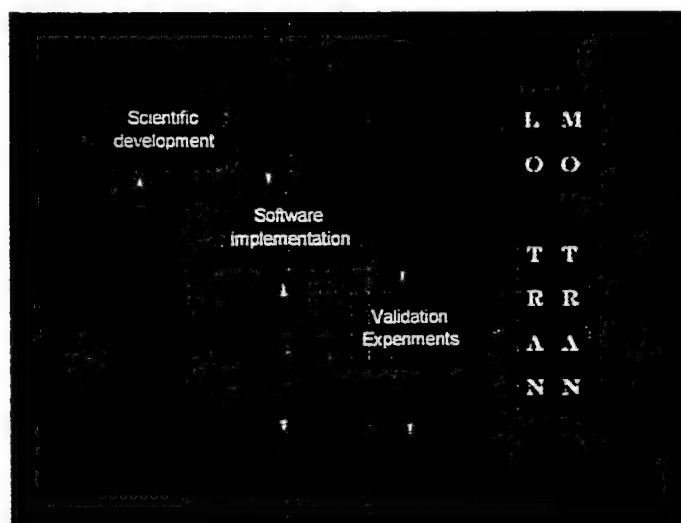 Scientific
development
Software
implementation
Validation
Experiments
L M
O O
T T
R R
A A
N N